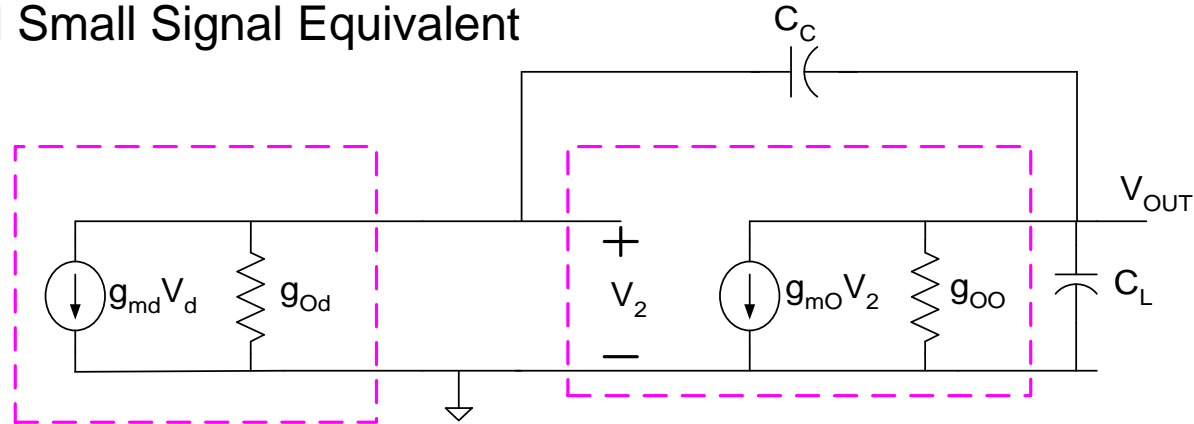 Small Signal Equivalent
C_C
V_OUT
g_md V_d
g_Od
+
V_2
−
g_mO V_2
g_OO
C_L